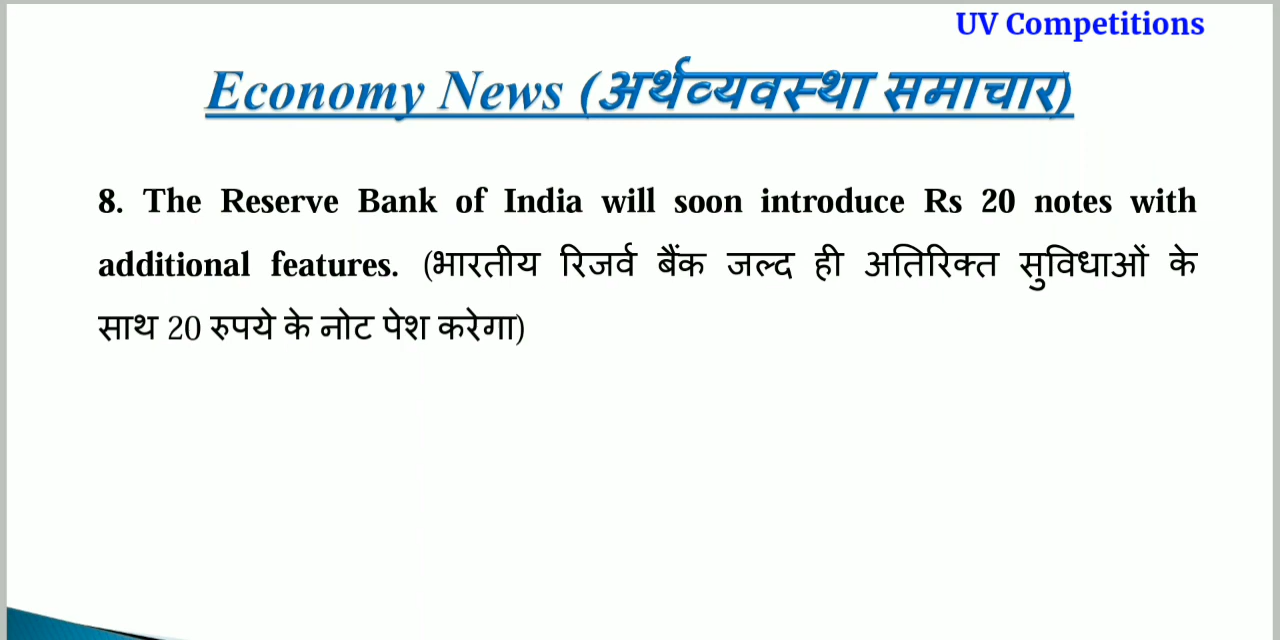 UV Competitions
Economy News (अर्थव्यवस्था समाचार)
8. The Reserve Bank of India will soon introduce Rs 20 notes with
additional features. (भारतीय रिजर्व बैंक जल्द ही अतिरिक्त सुविधाओं के
साथ 20 रुपये के नोट पेश करेगा)